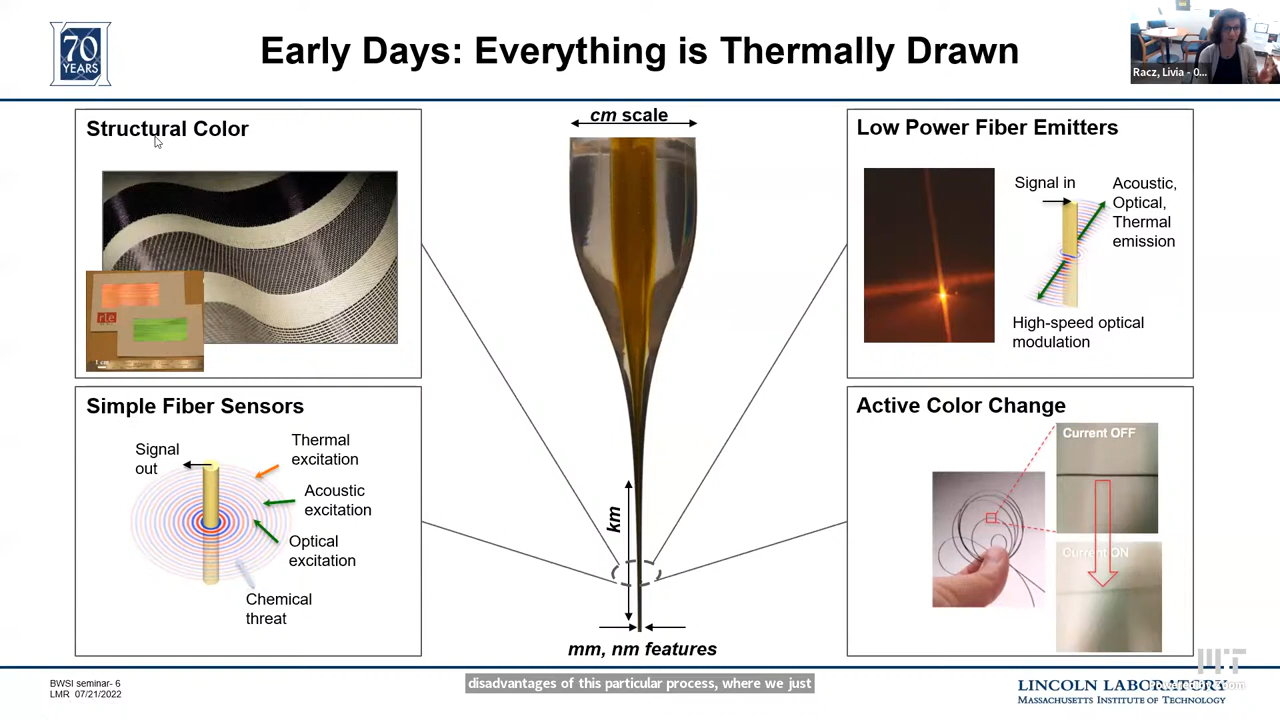 70
YEARS
Early Days: Everything is Thermally Drawn
Racz, Livia - 0...
Structural Color
rle
1 cm
cm scale
km
mm, nm features
Low Power Fiber Emitters
Signal in
Acoustic,
Optical,
Thermal
emission
High-speed optical
modulation
Simple Fiber Sensors
Signal
out
Thermal
excitation
Acoustic
excitation
Optical
excitation
Chemical
threat
Active Color Change
Current OFF
Current ON
BWSI seminar- 6
LMR 07/21/2022
disadvantages of this particular process, where we just
LINCOLN LABORATORY
MASSACHUSETTS INSTITUTE OF TECHNOLOGY
MIT